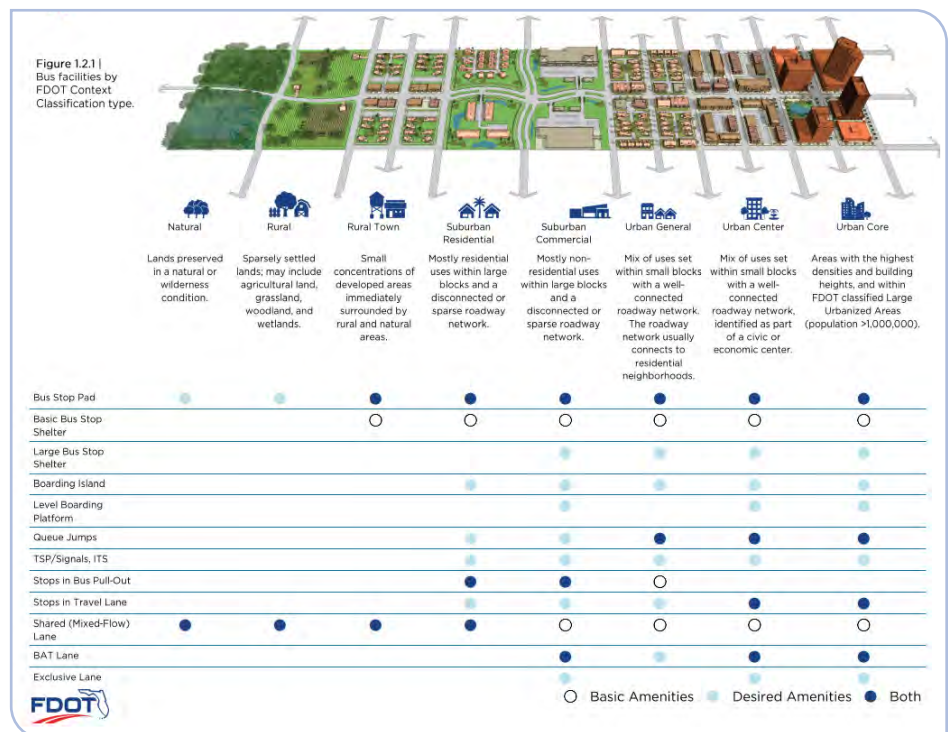 Figure 1.2.1 |
Bus facilities by
FDOT Context
Classification type.
Natural
Lands preserved
in a natural or
wilderness
condition.
Rural
Sparsely settled
lands; may include
agricultural land,
grassland,
woodland, and
wetlands.
Rural Town
Small
concentrations of
developed areas
immediately
surrounded by
rural and natural
areas.
Suburban
Residential
Mostly residential
uses within large
blocks and a
disconnected or
sparse roadway
network.
Suburban
Commercial
Mostly non-
residential uses
within large blocks
and a
disconnected or
sparse roadway
network.
Urban General
Mix of uses set
within small blocks
with a well-
connected
roadway network.
The roadway
network usually
connects to
residential
neighborhoods.
Urban Center
Mix of uses set
within small blocks
with a well-
connected
roadway network,
identified as part
of a civic or
economic center.
Urban Core
Areas with the highest
densities and building
heights, and within
FDOT classified Large
Urbanized Areas
(population >1,000,000).
Bus Stop Pad
Basic Bus Stop
Shelter
Large Bus Stop
Shelter
Boarding Island
Level Boarding
Platform
Queue Jumps
TSP/Signals, ITS
Stops in Bus Pull-Out
Stops in Travel Lane
Shared (Mixed-Flow)
Lane
BAT Lane
Exclusive Lane
FDOT
Basic Amenities
Desired Amenities
Both